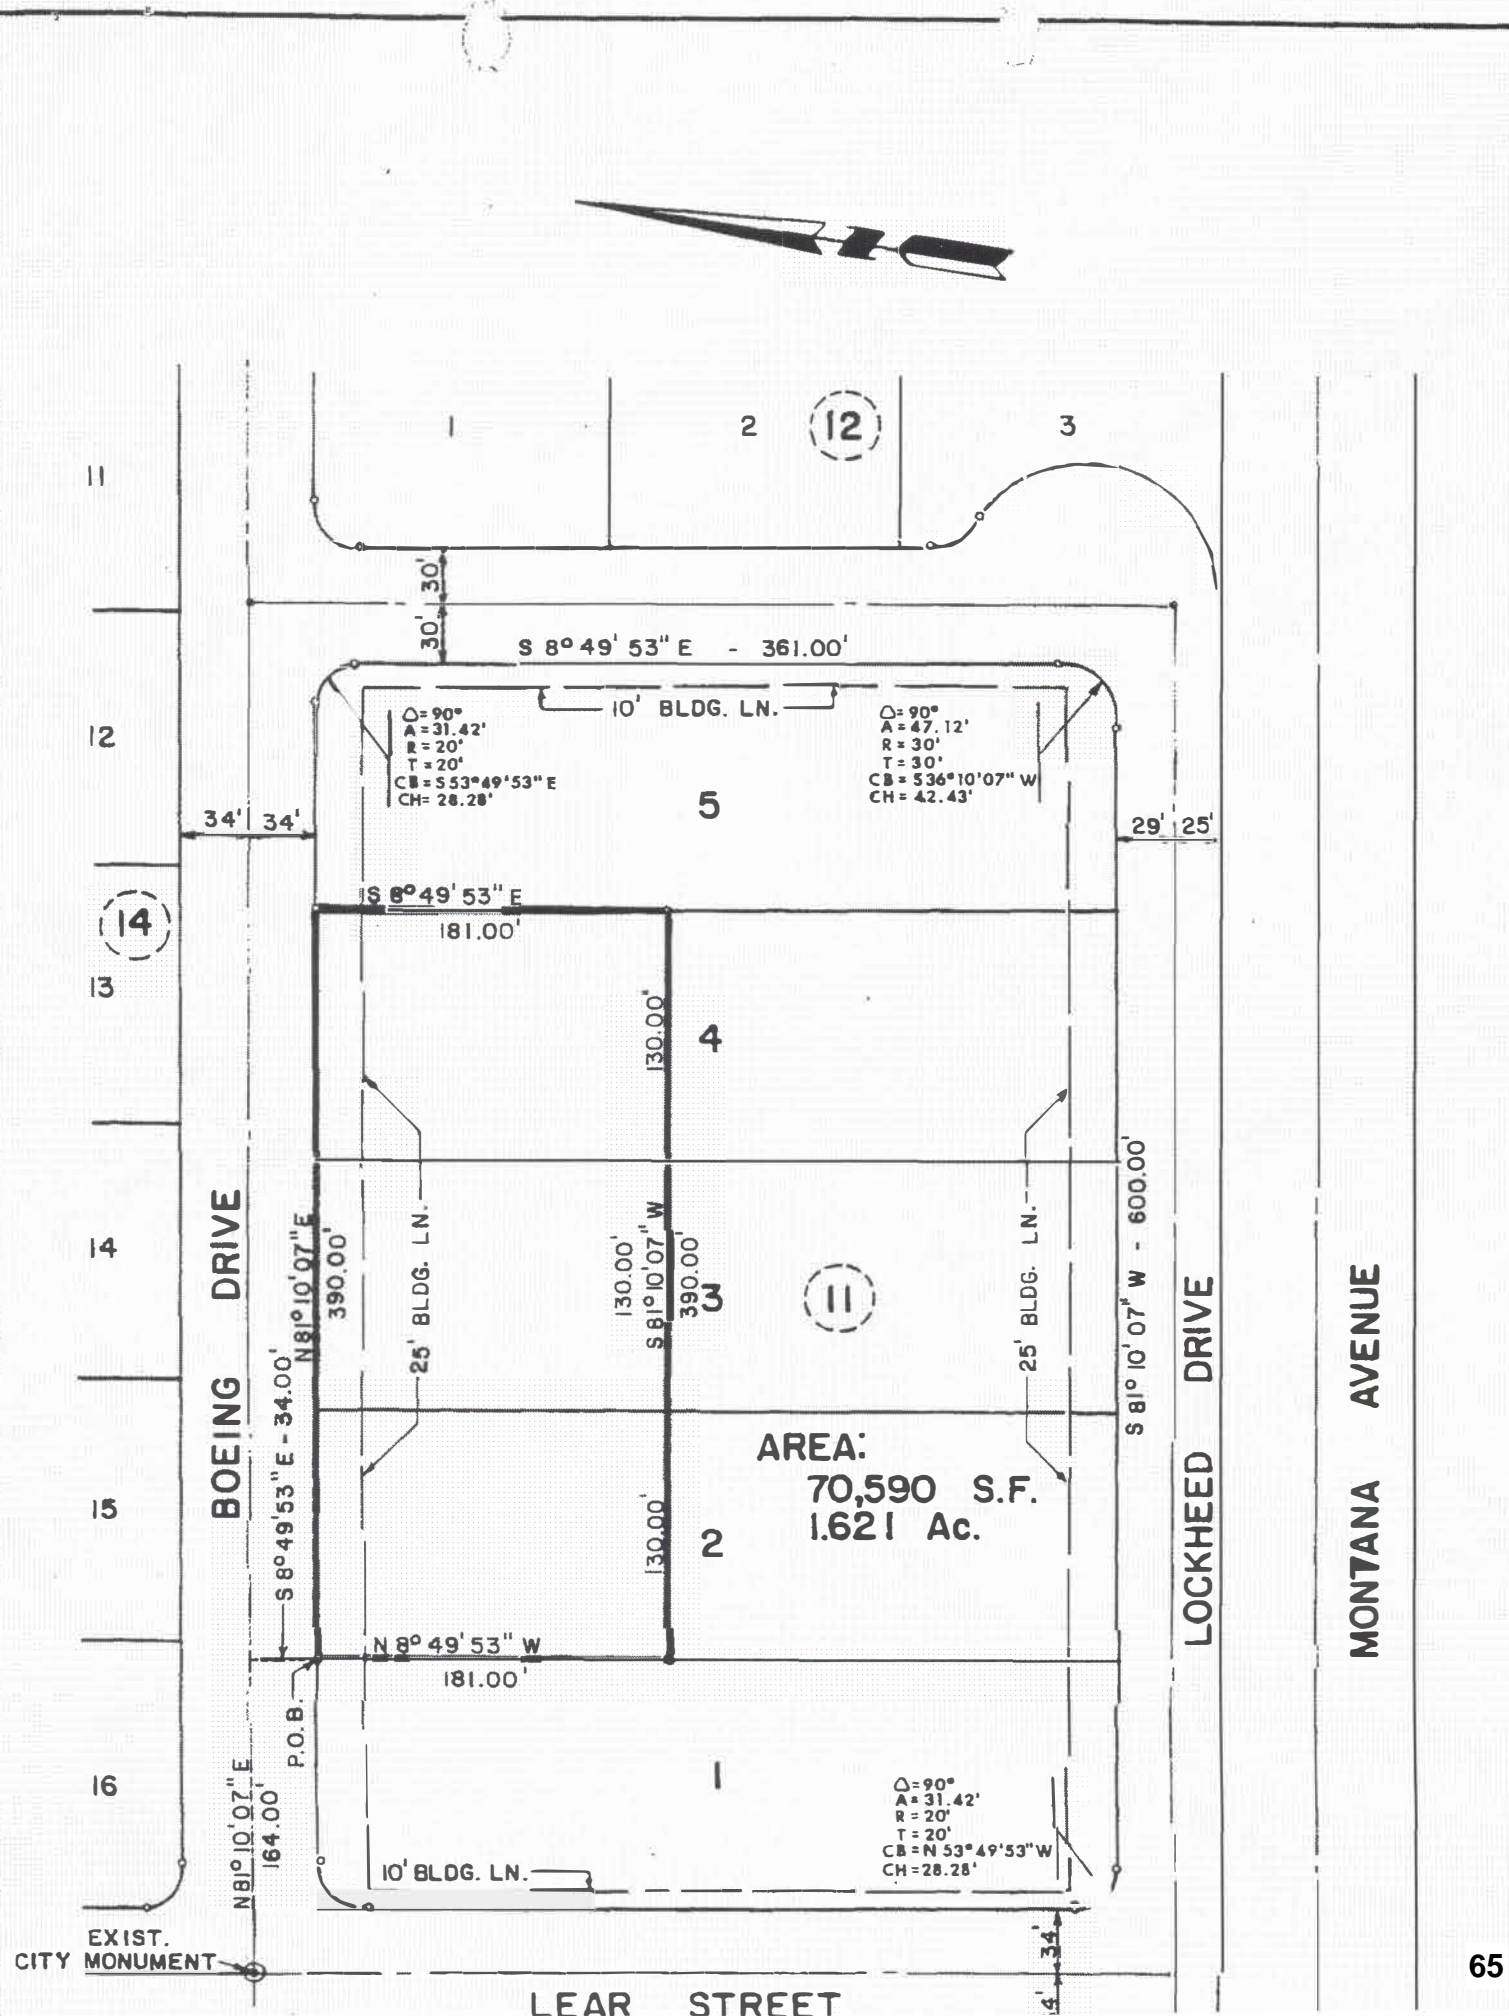 1
2
12
3
11
30'
30'
S 8° 49' 53" E - 361.00'
10' BLDG. LN.
△= 90°
A = 31.42'
R = 20'
T = 20'
CB = S 53° 49' 53" E
CH= 28.28'
△= 90°
A = 47.12'
R = 30'
T = 30'
CB = S 36° 10' 07" W
CH = 42.43'
12
5
34' 34'
29' 25'
S 8° 49' 53" E
181.00'
14
13
130.00'
4
14
BOEING DRIVE
N 81° 10' 07" E
390.00'
25' BLDG. LN.
130.00'
S 81° 10' 07" W
390.00'
3
11
25' BLDG. LN.
S 81° 10' 07" W - 600.00'
LOCKHEED DRIVE
MONTANA AVENUE
S 8° 49' 53" E - 34.00'
AREA:
70,590 S.F.
1.621 Ac.
15
130.00'
2
N 8° 49' 53" W
181.00'
P.O.B.
16
N 81° 10' 07" E
164.00'
1
△= 90°
A = 31.42'
R = 20'
T = 20'
CB = N 53° 49' 53" W
CH = 28.28'
10' BLDG. LN.
EXIST.
CITY MONUMENT
34'
65
LEAR STREET